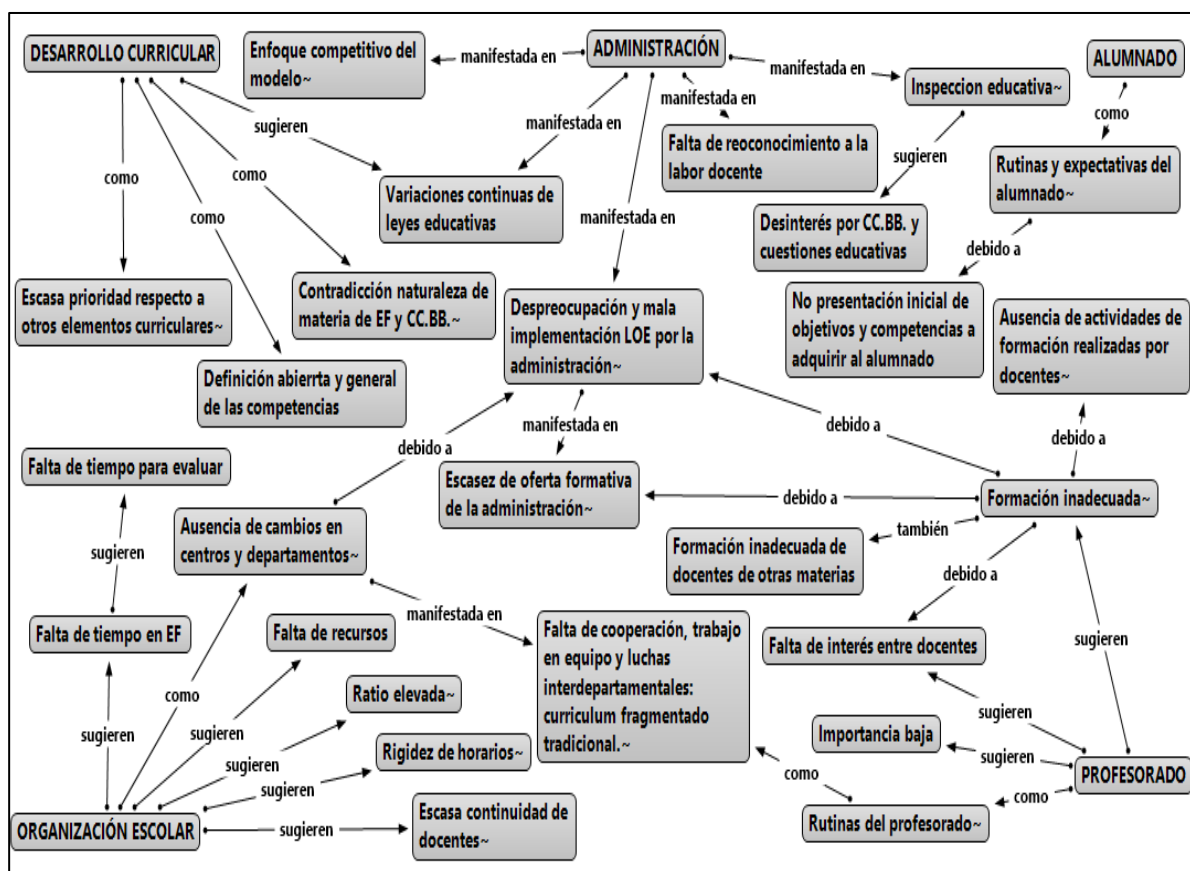 DESARROLLO CURRICULAR
Enfoque competitivo del
modelo~
manifestada en
ADMINISTRACIÓN
ALUMNADO
manifestada en
Inspeccion educativa~
manifestada en
manifestada en
sugieren
como
Falta de reoconocimiento a la
labor docente
sugieren
Rutinas y expectativas del
alumnado~
como
Variaciones continuas de
leyes educativas
como
manifestada en
Desinterés por CC.BB. y
cuestiones educativas
debido a
Escasa prioridad respecto a
otros elementos curriculares~
Contradicción naturaleza de
materia de EF y CC.BB.~
Despreocupación y mala
implementación LOE por la
administración~
No presentación inicial de
objetivos y competencias a
adquirir al alumnado
Ausencia de actividades de
formación realizadas por
docentes~
Definición abierrta y general
de las competencias
manifestada en
debido a
debido a
debido a
Falta de tiempo para evaluar
Escasez de oferta formativa
de la administración~
debido a
Formación inadecuada~
Ausencia de cambios en
centros y departamentos~
también
sugieren
Formación inadecuada de
docentes de otras materias
debido a
manifestada en
Falta de tiempo en EF
Falta de recursos
Falta de cooperación, trabajo
en equipo y luchas
interdepartamentales:
curriculum fragmentado
tradicional.~
Falta de interés entre docentes
sugieren
Ratio elevada~
como
sugieren
sugieren
sugieren
Importancia baja
sugieren
Rigidez de horarios~
sugieren
PROFESORADO
como
como
sugieren
Escasa continuidad de
docentes~
Rutinas del profesorado~
ORGANIZACIÓN ESCOLAR
sugieren